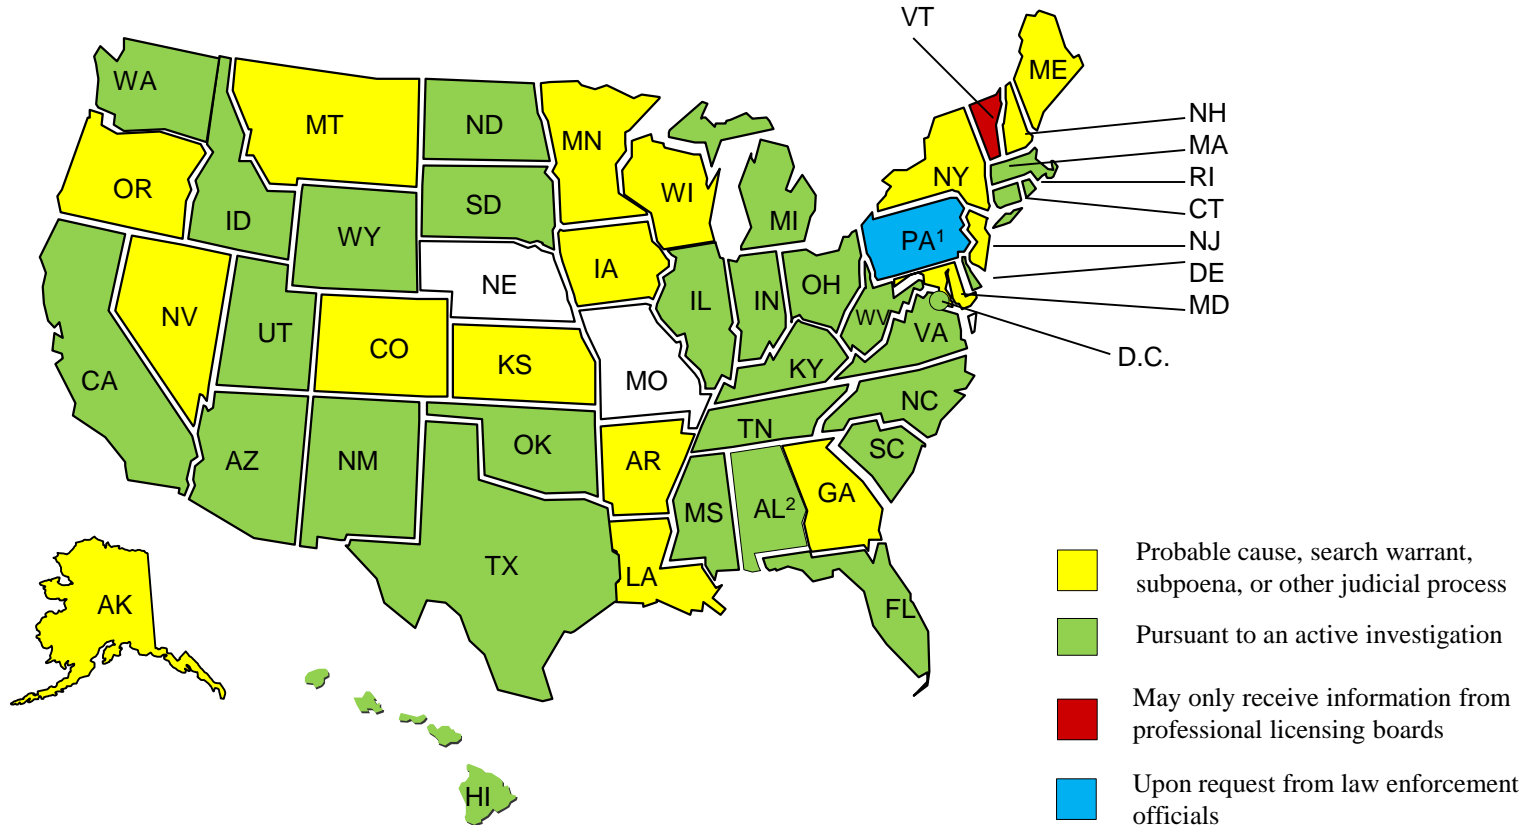 VT
ME
WA
NH
MT
ND
MN
MA
NY
RI
OR
WI
SD
CT
ID
MI
WY
PA¹
NJ
IA
DE
NE
OH
IL
IN
MD
NV
WV
UT
VA
CO
D.C.
KS
KY
CA
MO
NC
TN
OK
SC
AZ
NM
AR
GA
MS
AL²
TX
LA
AK
FL
HI
Probable cause, search warrant,
subpoena, or other judicial process
Pursuant to an active investigation
May only receive information from
professional licensing boards
Upon request from law enforcement
officials